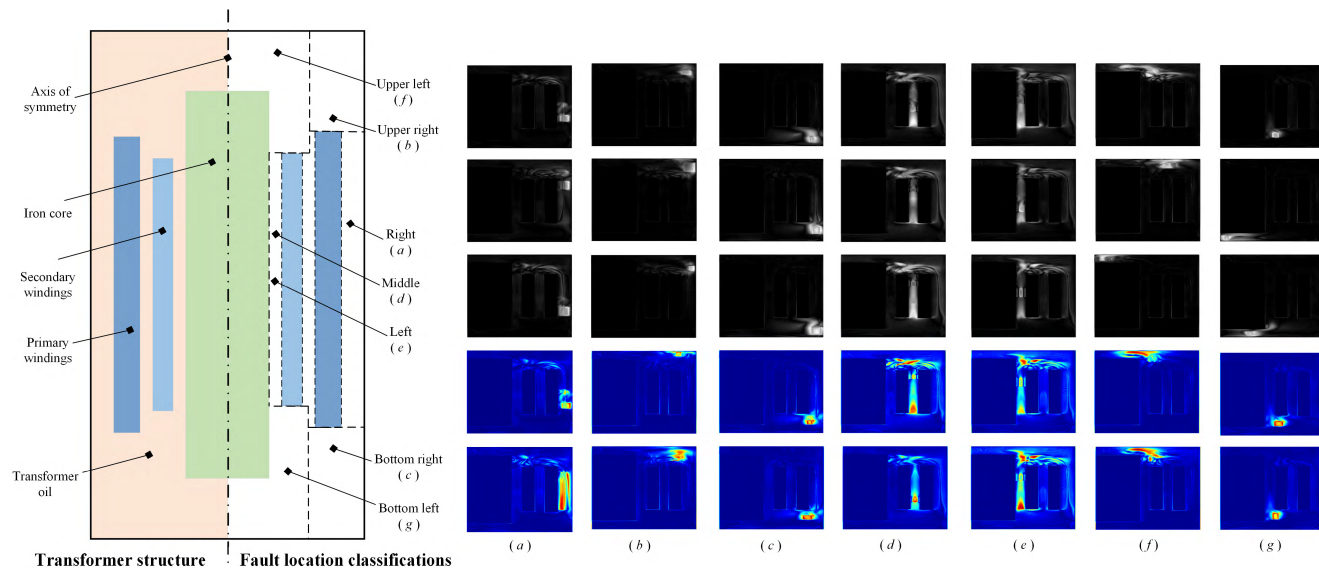 Axis of
symmetry
Iron core
Secondary
windings
Primary
windings
Transformer
oil
Upper left
( f )
Upper right
( b )
Right
( a )
Middle
( d )
Left
( e )
Bottom right
( c )
Bottom left
( g )
Transformer structure
Fault location classifications
( a )
( b )
( c )
( d )
( e )
( f )
( g )